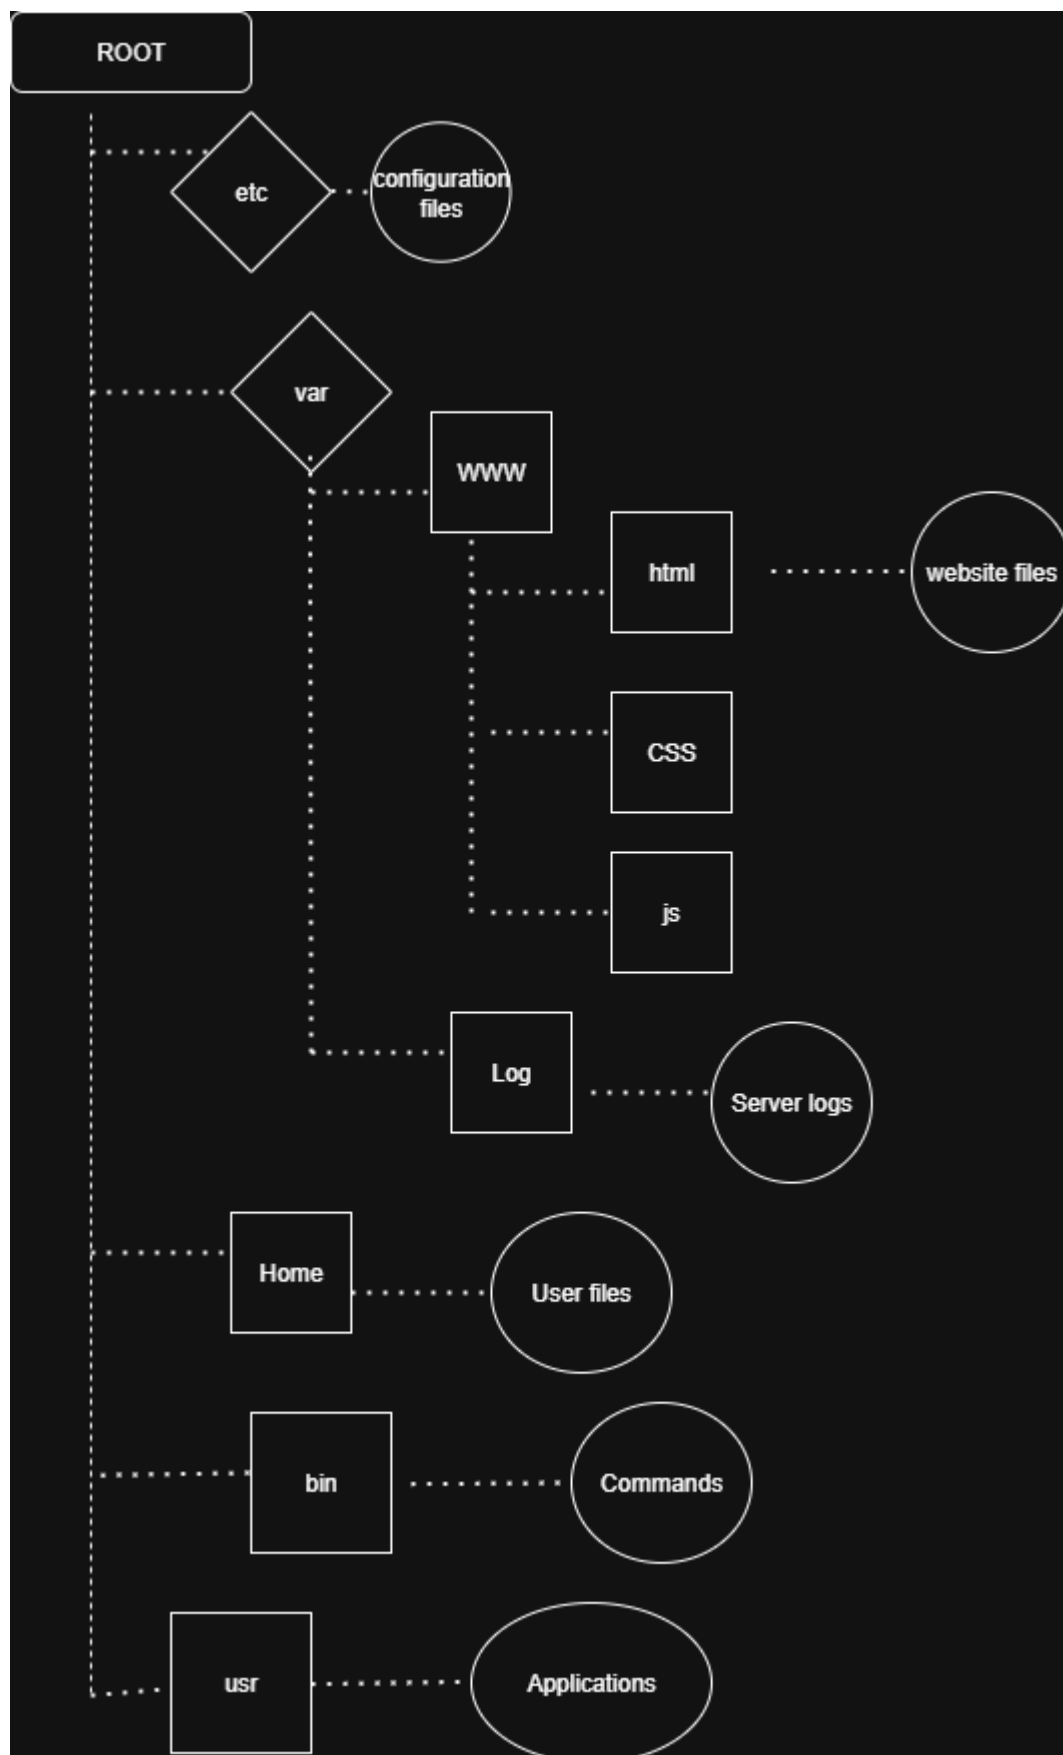 ROOT
etc
configuration
files
var
WWW
html
website files
CSS
js
Log
Server logs
Home
User files
bin
Commands
usr
Applications